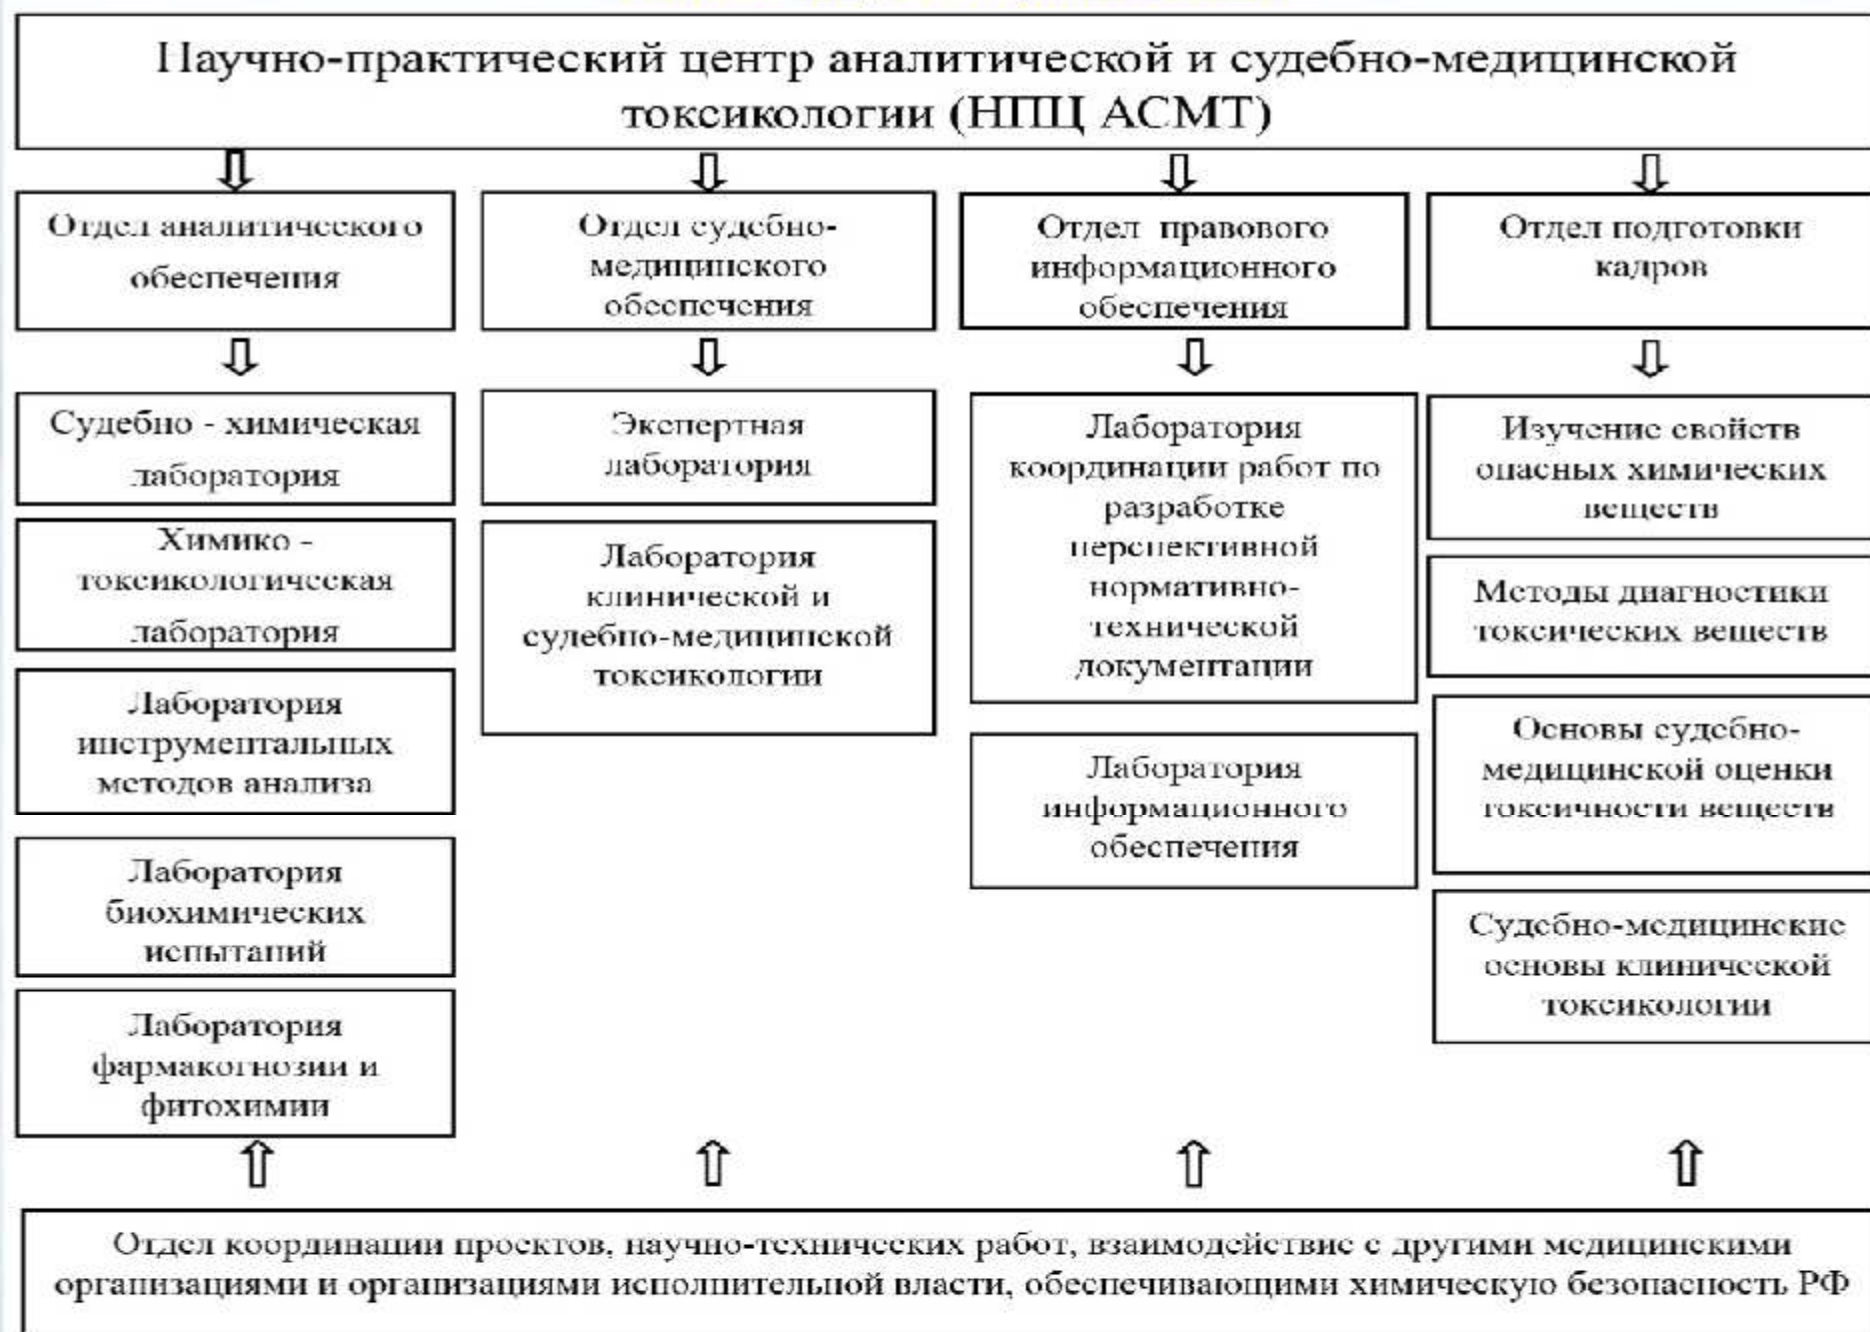 Научно-практический центр аналитической и судебно-медицинской
токсикологии (НПЦ АСМТ)
Отдел аналитического
обеспечения
Отдел судебно-
медицинского
обеспечения
Отдел правового
информационного
обеспечения
Отдел подготовки
кадров
Судебно - химическая
лаборатория
Химико -
токсикологическая
лаборатория
Лаборатория
инструментальных
методов анализа
Лаборатория
биохимических
испытаний
Лаборатория
фармакогнозии и
фитохимии
Экспертная
лаборатория
Лаборатория
клинической и
судебно-медицинской
токсикологии
Лаборатория
координации работ по
разработке
перспективной
нормативно-
технической
документации
Лаборатория
информационного
обеспечения
Изучение свойств
опасных химических
веществ
Методы диагностики
токсических веществ
Основы судебно-
медицинской оценки
токсичности веществ
Судебно-медицинские
основы клинической
токсикологии
Отдел координации проектов, научно-технических работ, взаимодействие с другими медицинскими
организациями и организациями исполнительной власти, обеспечивающими химическую безопасность РФ